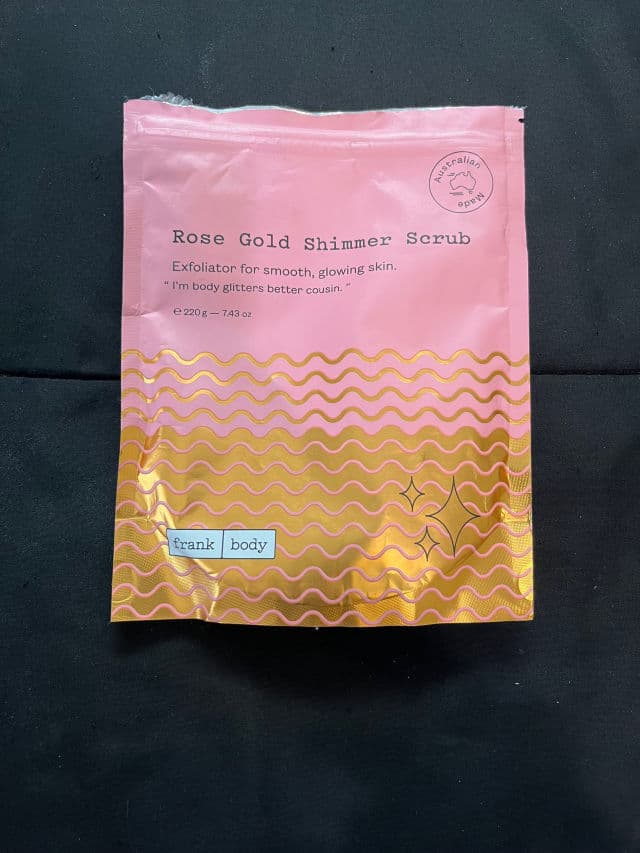 Australian
Made
Rose Gold Shimmer Scrub
Exfoliator for smooth, glowing skin.
“ I'm body glitters better cousin. ”
℮ 220 g — 7.43 oz
frank body